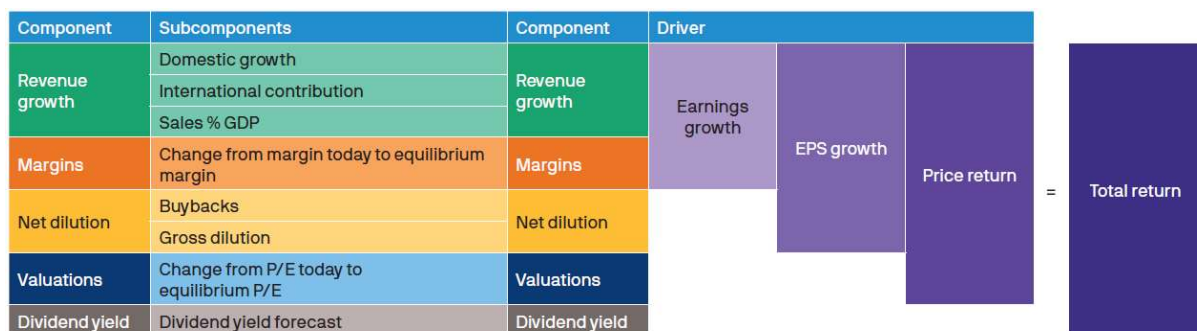 Component Subcomponents Component Driver
Revenue growth
Domestic growth
International contribution
Sales % GDP
Revenue growth
Earnings growth
EPS growth
Price return
=
Total return
Margins
Change from margin today to equilibrium
margin
Margins
Net dilution
Buybacks
Gross dilution
Net dilution
Valuations
Change from P/E today to
equilibrium P/E
Valuations
Dividend yield
Dividend yield forecast
Dividend yield